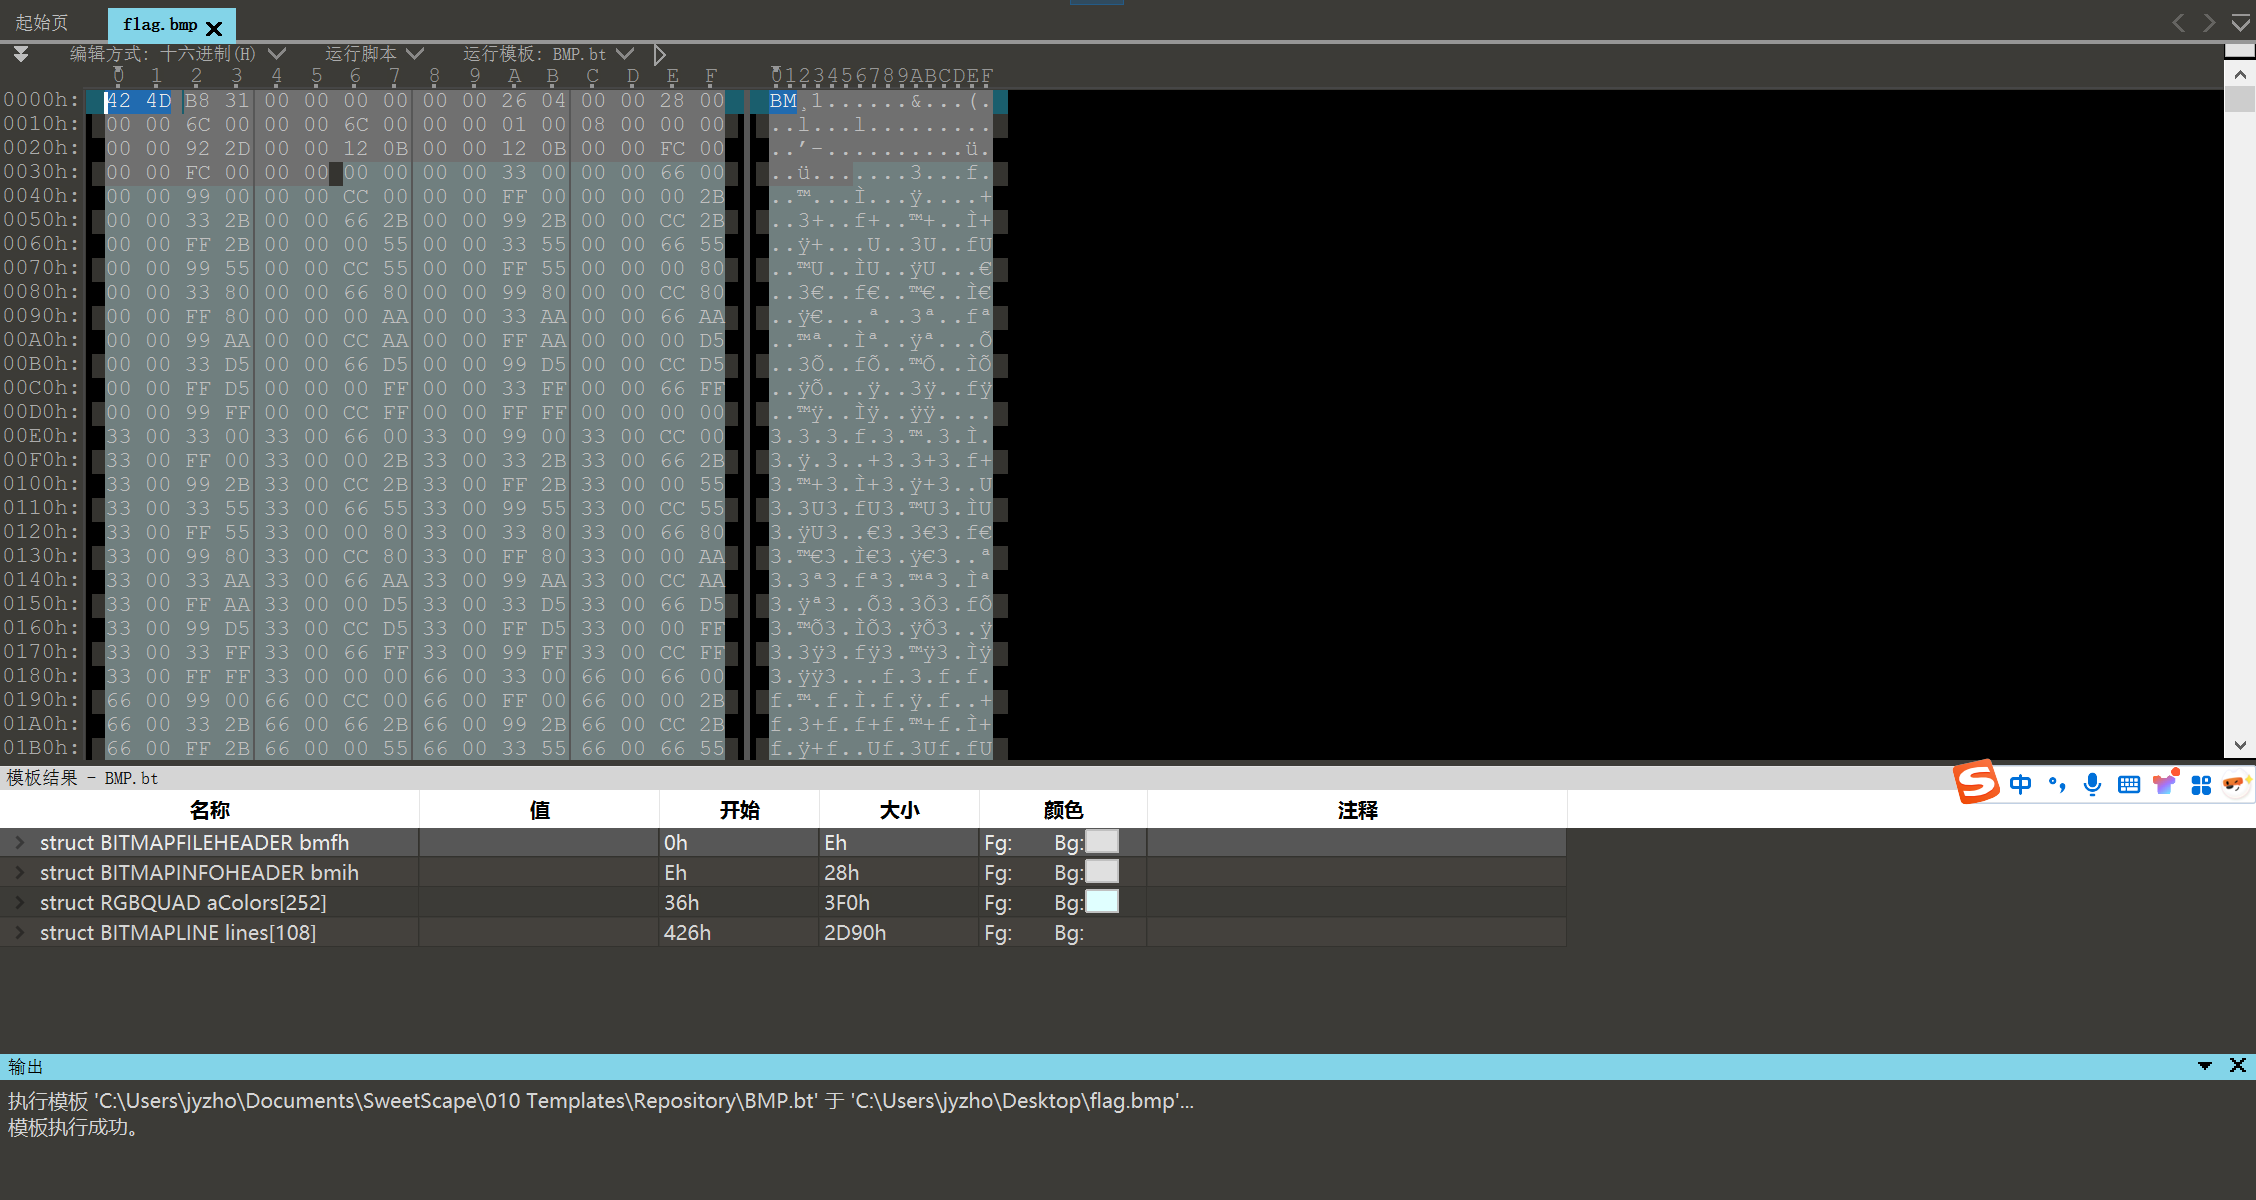 起始页
flag.bmp
编辑方式: 十六进制(H) 运行脚本 运行模板: BMP.bt
0 1 2 3 4 5 6 7 8 9 A B C D E F 0123456789ABCDEF
0000h: 42 4D B8 31 00 00 00 00 00 00 26 04 00 00 28 00 BM¸1......&...(.
0010h: 00 00 6C 00 00 00 6C 00 00 00 01 00 08 00 00 00 ..l...l.........
0020h: 00 00 92 2D 00 00 12 0B 00 00 12 0B 00 00 FC 00 ..’-..........ü.
0030h: 00 00 FC 00 00 00 00 00 00 00 33 00 00 00 66 00 ..ü.......3...f.
0040h: 00 00 99 00 00 00 CC 00 00 00 FF 00 00 00 00 2B ..™...Ì...ÿ....+
0050h: 00 00 33 2B 00 00 66 2B 00 00 99 2B 00 00 CC 2B ..3+..f+..™+..Ì+
0060h: 00 00 FF 2B 00 00 00 55 00 00 33 55 00 00 66 55 ..ÿ+...U..3U..fU
0070h: 00 00 99 55 00 00 CC 55 00 00 FF 55 00 00 00 80 ..™U..ÌU..ÿU...€
0080h: 00 00 33 80 00 00 66 80 00 00 99 80 00 00 CC 80 ..3€..f€..™€..Ì€
0090h: 00 00 FF 80 00 00 00 AA 00 00 33 AA 00 00 66 AA ..ÿ€...ª..3ª..fª
00A0h: 00 00 99 AA 00 00 CC AA 00 00 FF AA 00 00 00 D5 ..™ª..Ìª..ÿª...Õ
00B0h: 00 00 33 D5 00 00 66 D5 00 00 99 D5 00 00 CC D5 ..3Õ..fÕ..™Õ..ÌÕ
00C0h: 00 00 FF D5 00 00 00 FF 00 00 33 FF 00 00 66 FF ..ÿÕ...ÿ..3ÿ..fÿ
00D0h: 00 00 99 FF 00 00 CC FF 00 00 FF FF 00 00 00 00 ..™ÿ..Ìÿ..ÿÿ....
00E0h: 33 00 33 00 33 00 66 00 33 00 99 00 33 00 CC 00 3.3.3.f.3.™.3.Ì.
00F0h: 33 00 FF 00 33 00 00 2B 33 00 33 2B 33 00 66 2B 3.ÿ.3..+3.3+3.f+
0100h: 33 00 99 2B 33 00 CC 2B 33 00 FF 2B 33 00 00 55 3.™+3.Ì+3.ÿ+3..U
0110h: 33 00 33 55 33 00 66 55 33 00 99 55 33 00 CC 55 3.3U3.fU3.™U3.ÌU
0120h: 33 00 FF 55 33 00 00 80 33 00 33 80 33 00 66 80 3.ÿU3..€3.3€3.f€
0130h: 33 00 99 80 33 00 CC 80 33 00 FF 80 33 00 00 AA 3.™€3.Ì€3.ÿ€3..ª
0140h: 33 00 33 AA 33 00 66 AA 33 00 99 AA 33 00 CC AA 3.3ª3.fª3.™ª3.Ìª
0150h: 33 00 FF AA 33 00 00 D5 33 00 33 D5 33 00 66 D5 3.ÿª3..Õ3.3Õ3.fÕ
0160h: 33 00 99 D5 33 00 CC D5 33 00 FF D5 33 00 00 FF 3.™Õ3.ÌÕ3.ÿÕ3..ÿ
0170h: 33 00 33 FF 33 00 66 FF 33 00 99 FF 33 00 CC FF 3.3ÿ3.fÿ3.™ÿ3.Ìÿ
0180h: 33 00 FF FF 33 00 00 00 66 00 33 00 66 00 66 00 3.ÿÿ3...f.3.f.f.
0190h: 66 00 99 00 66 00 CC 00 66 00 FF 00 66 00 00 2B f.™.f.Ì.f.ÿ.f..+
01A0h: 66 00 33 2B 66 00 66 2B 66 00 99 2B 66 00 CC 2B f.3+f.f+f.™+f.Ì+
01B0h: 66 00 FF 2B 66 00 00 55 66 00 33 55 66 00 66 55 f.ÿ+f..Uf.3Uf.fU
模板结果 - BMP.bt
中
名称 值 开始 大小 颜色 注释
struct BITMAPFILEHEADER bmfh 0h Eh Fg: Bg:
struct BITMAPINFOHEADER bmih Eh 28h Fg: Bg:
struct RGBQUAD aColors[252] 36h 3F0h Fg: Bg:
struct BITMAPLINE lines[108] 426h 2D90h Fg: Bg:
输出
执行模板 'C:\Users\jyzho\Documents\SweetScape\010 Templates\Repository\BMP.bt' 于 'C:\Users\jyzho\Desktop\flag.bmp'...
模板执行成功。